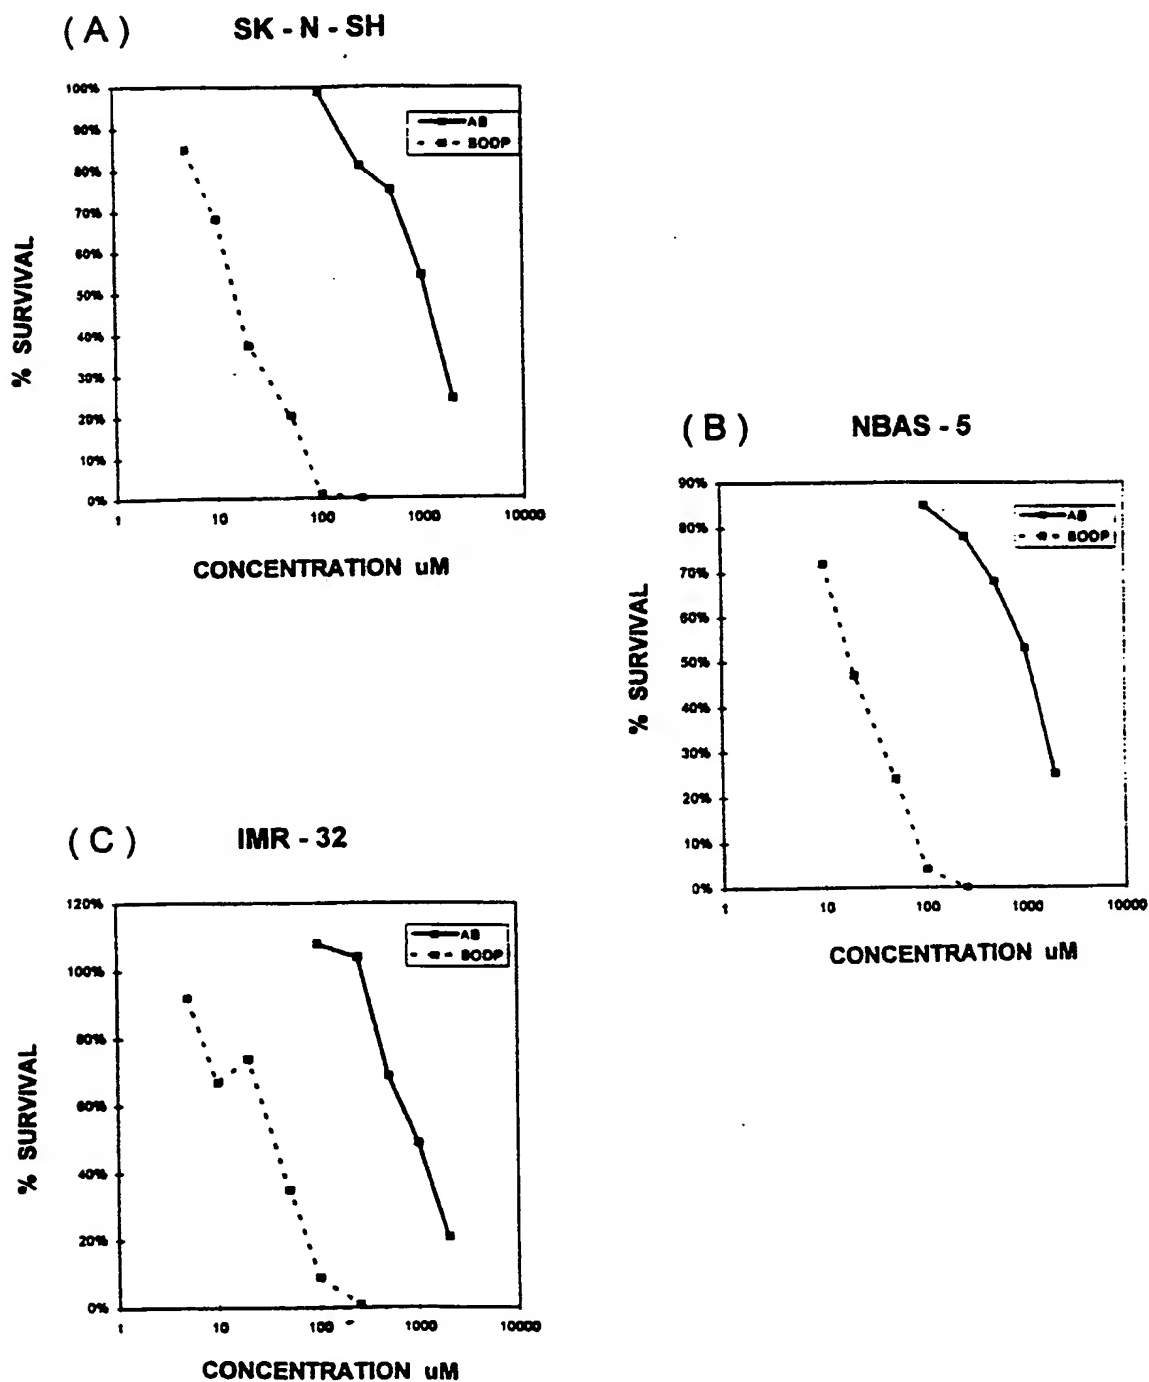 ( A ) SK - N - SH
100%
90%
80%
70%
60%
50%
40%
30%
20%
10%
0%
% SURVIVAL
AB
BODP
1 10 100 1000 10000
CONCENTRATION uM
( B ) NBAS - 5
90%
80%
70%
60%
50%
40%
30%
20%
10%
0%
% SURVIVAL
AB
BODP
1 10 100 1000 10000
CONCENTRATION uM
( C ) IMR - 32
120%
100%
80%
60%
40%
20%
0%
% SURVIVAL
AB
BODP
1 10 100 1000 10000
CONCENTRATION uM